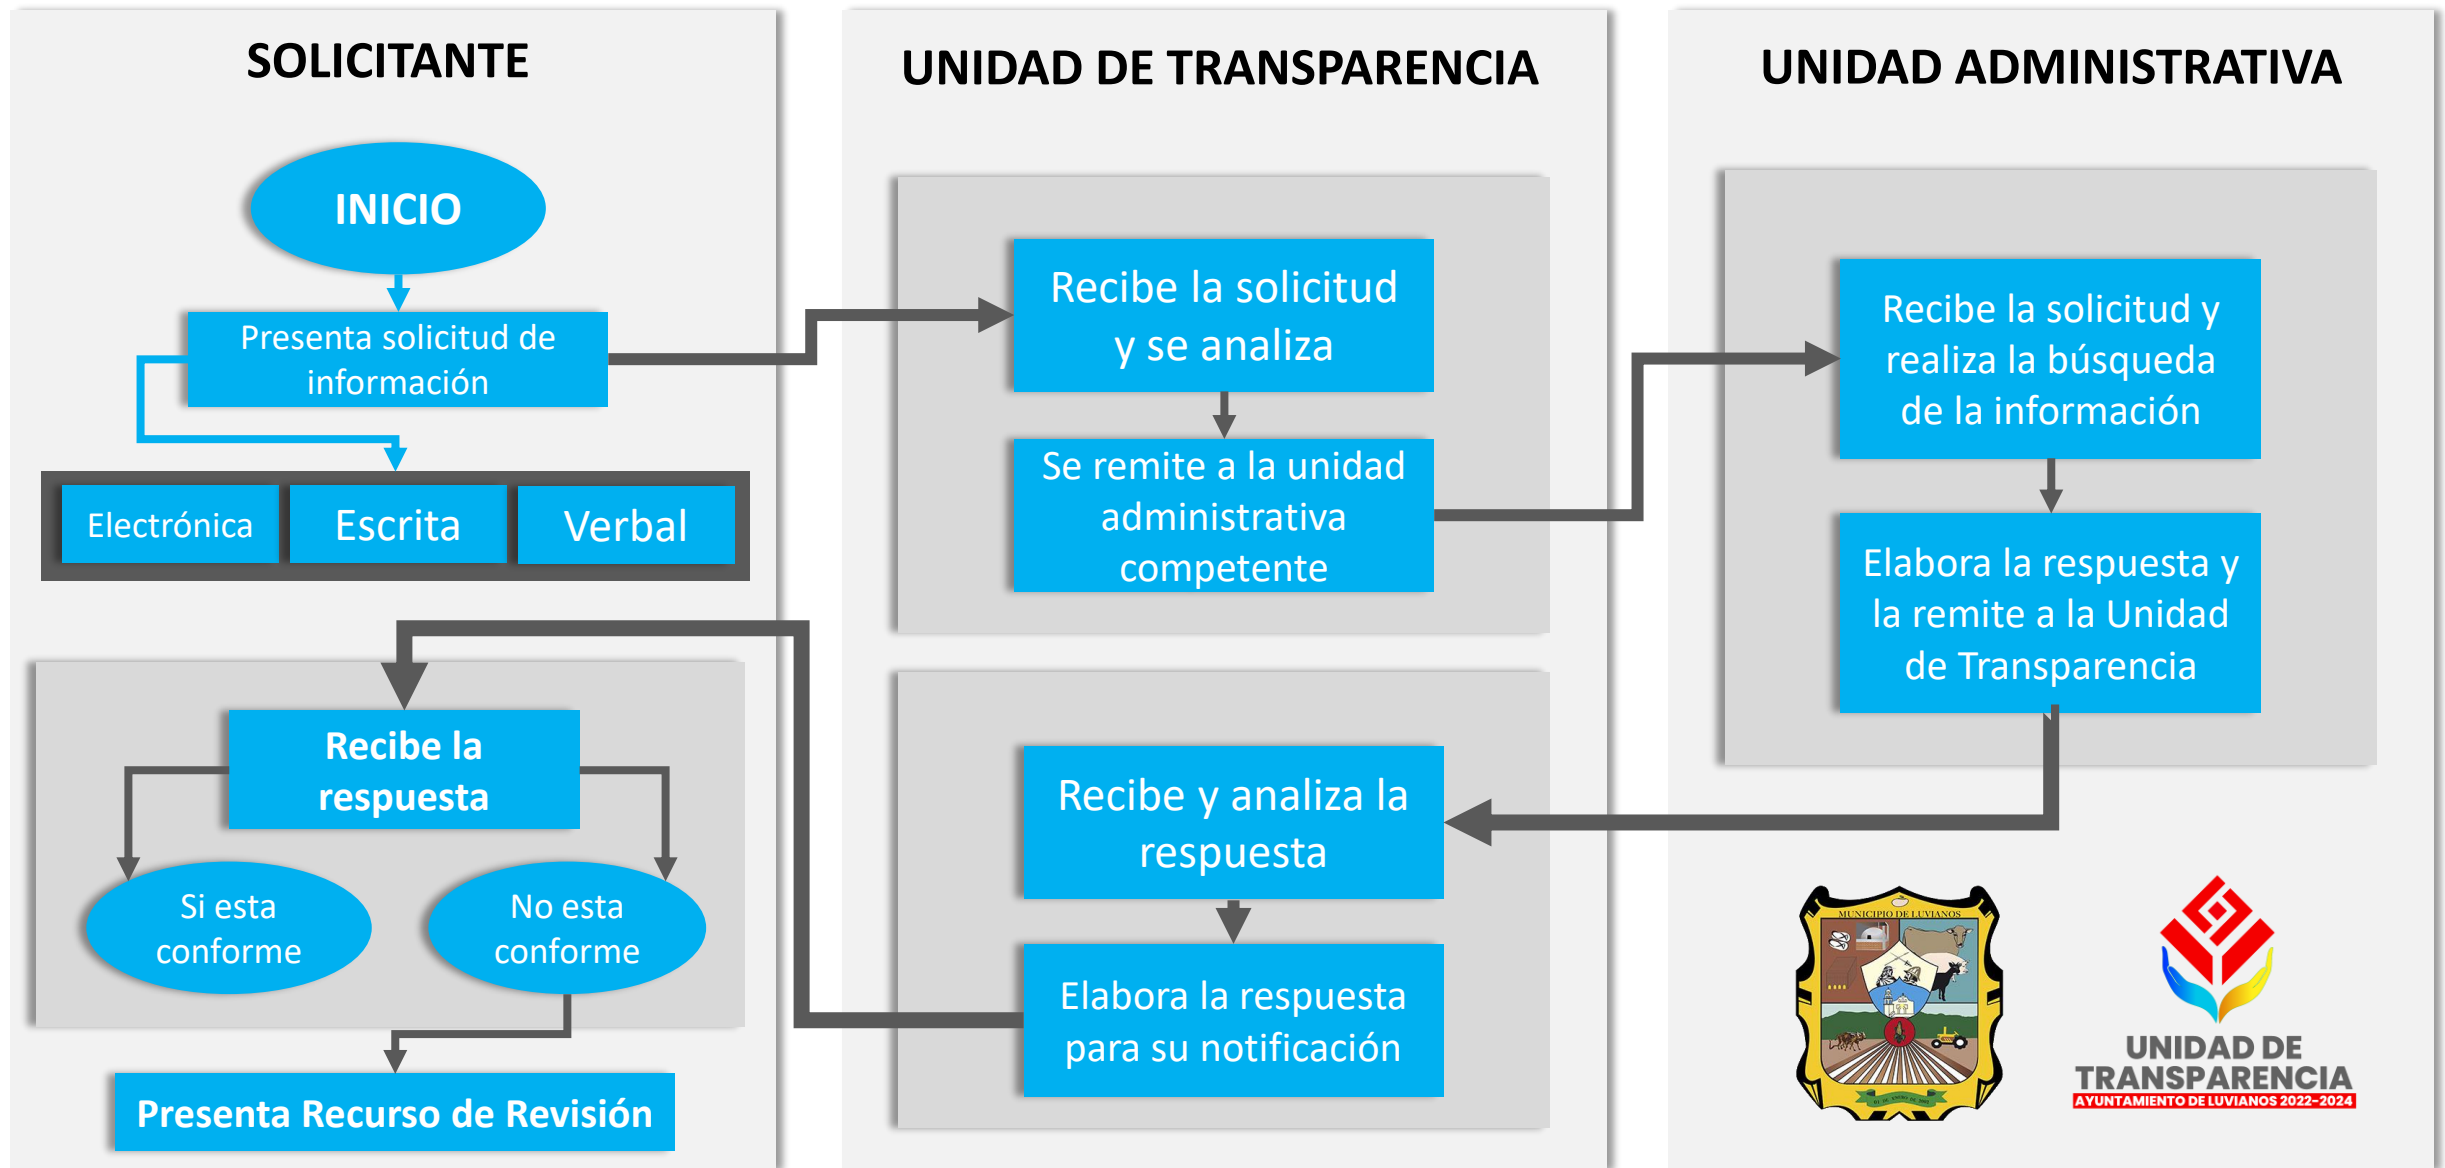 SOLICITANTE
INICIO
Presenta solicitud de
información
Electrónica
Escrita
Verbal
Recibe la
respuesta
Si esta
conforme
No esta
conforme
Presenta Recurso de Revisión
UNIDAD DE TRANSPARENCIA
Recibe la solicitud
y se analiza
Se remite a la unidad
administrativa
competente
Recibe y analiza la
respuesta
Elabora la respuesta
para su notificación
UNIDAD ADMINISTRATIVA
Recibe la solicitud y
realiza la búsqueda
de la información
Elabora la respuesta y
la remite a la Unidad
de Transparencia
MUNICIPIO DE LUVIANOS
UNIDAD DE
TRANSPARENCIA
AYUNTAMIENTO DE LUVIANOS 2022-2024